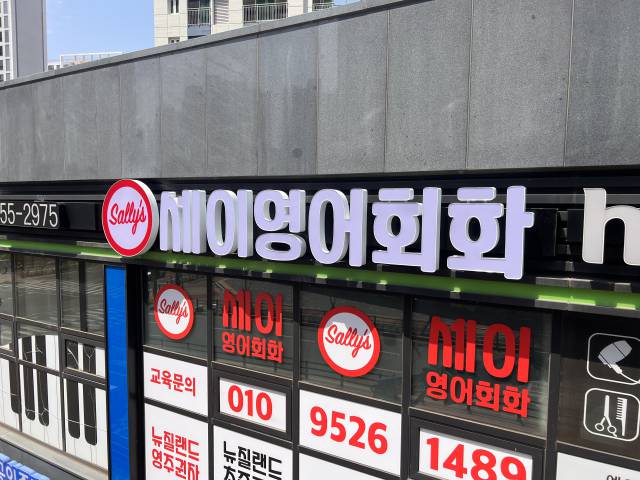 55-2975
Sally's
세이영어회화
h
Sally's
세이
영어회화
Sally's
세이
영어회화
교육문의
010
9526
1489
뉴질랜드
영주권자
뉴질랜드